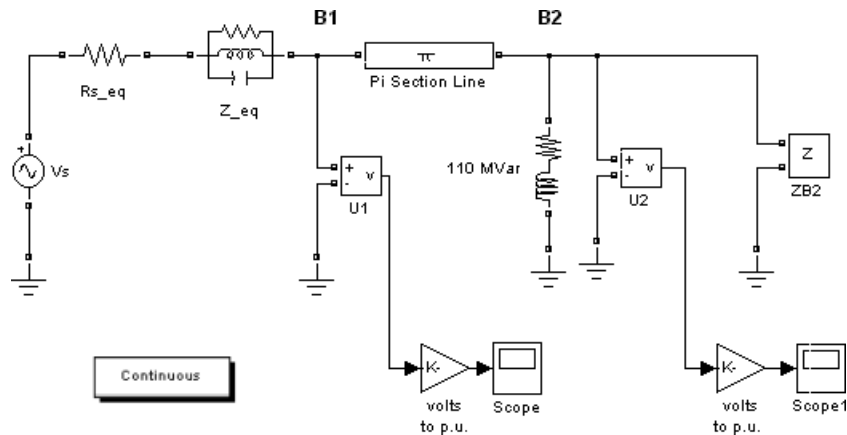 B1
B2
π
Pi Section Line
Rs_eq
Z_eq
+
Vs
+
-
v
U1
110 MVar
+
-
v
U2
Z
ZB2
Continuous
K-
volts
to p.u.
Scope
K-
volts
to p.u.
Scope1